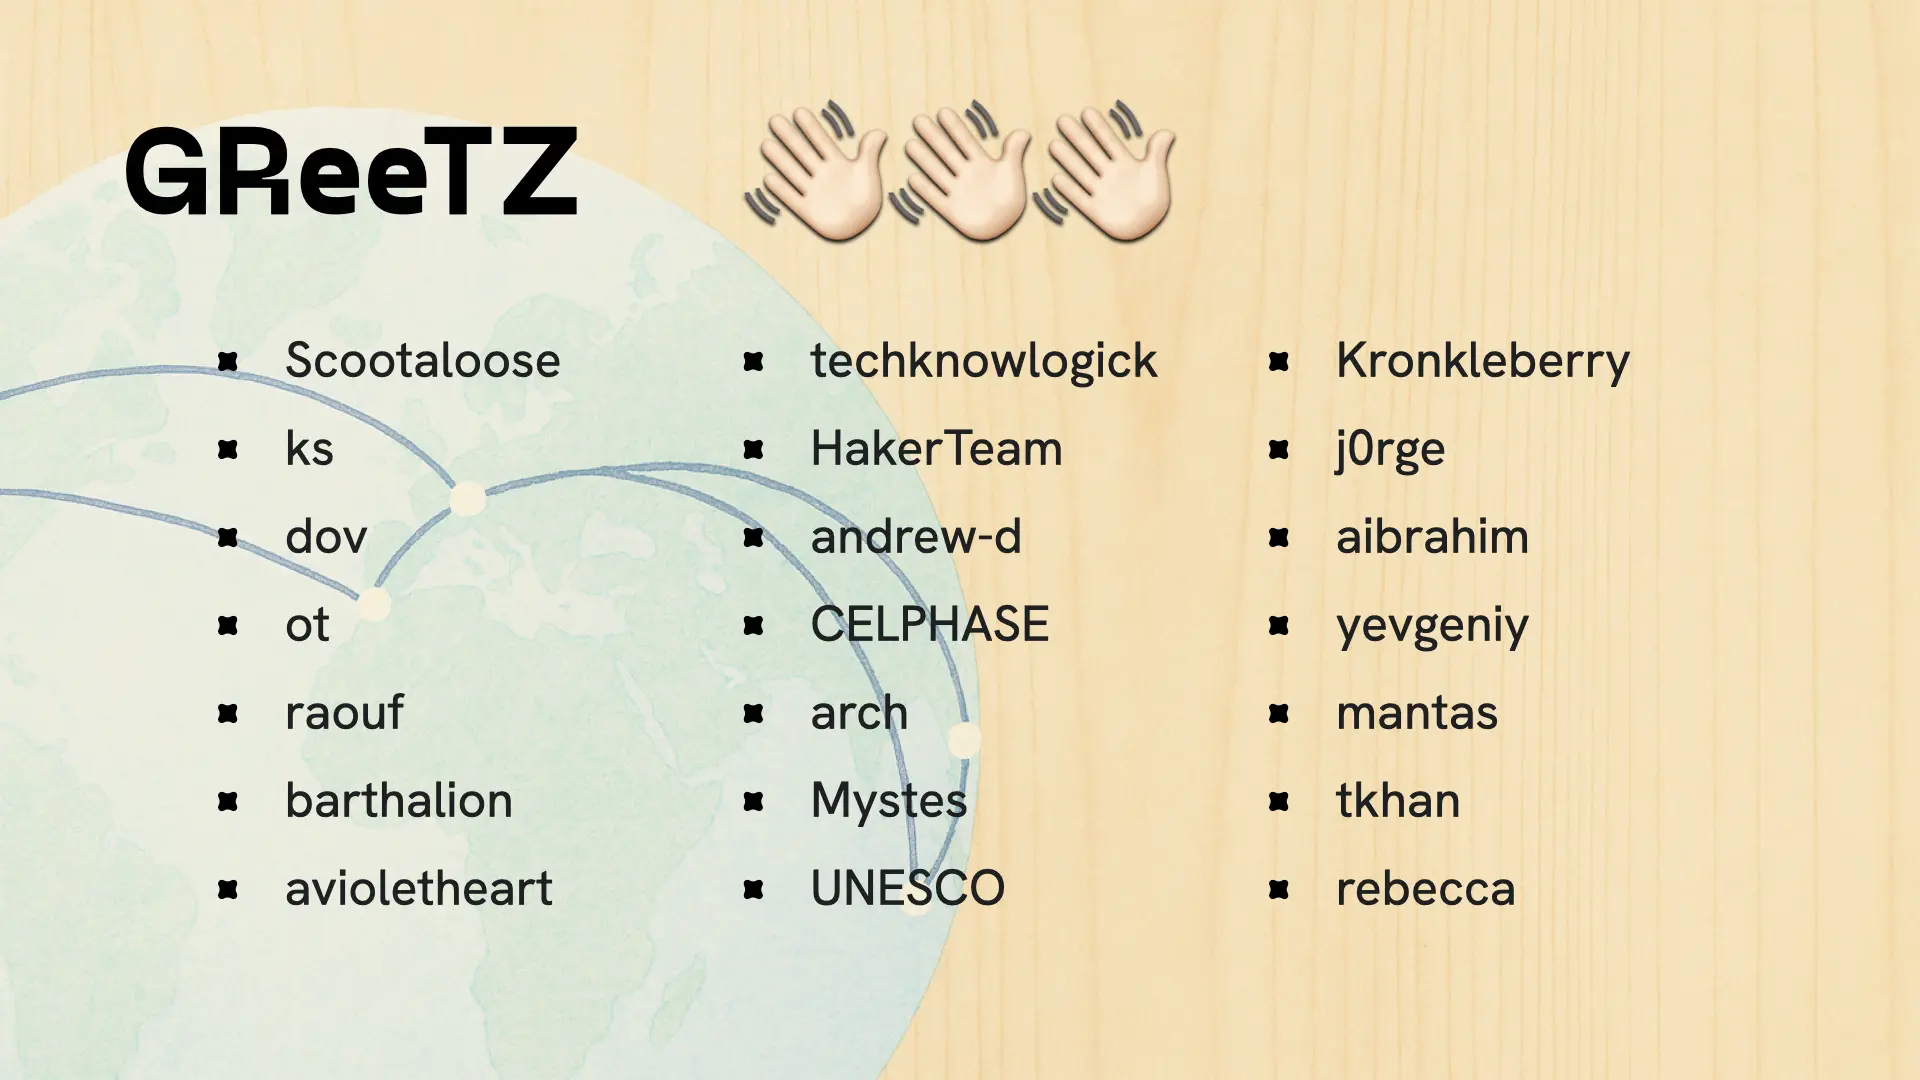 GReeTZ 👋🏻👋🏻👋🏻
Scootaloose
ks
dov
ot
raouf
barthalion
avioletheart
techknowlogick
HakerTeam
andrew-d
CELPHASE
arch
Mystes
UNESCO
Kronkleberry
j0rge
aibrahim
yevgeniy
mantas
tkhan
rebecca